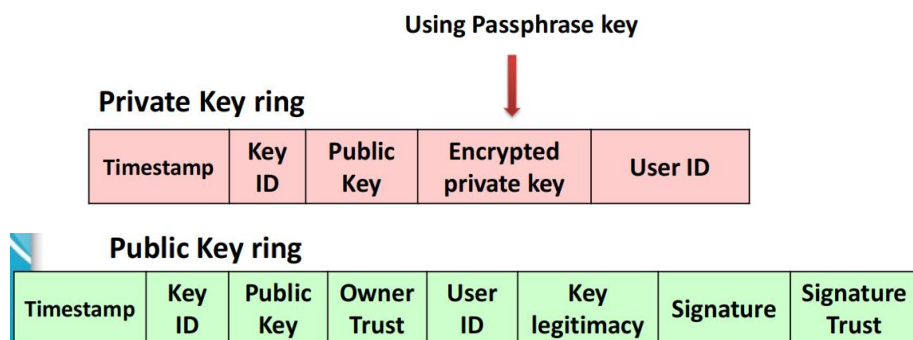 Using Passphrase key
Private Key ring
Timestamp
Key
ID
Public
Key
Encrypted
private key
User ID
Public Key ring
Timestamp
Key
ID
Public
Key
Owner
Trust
User
ID
Key
legitimacy
Signature
Signature
Trust